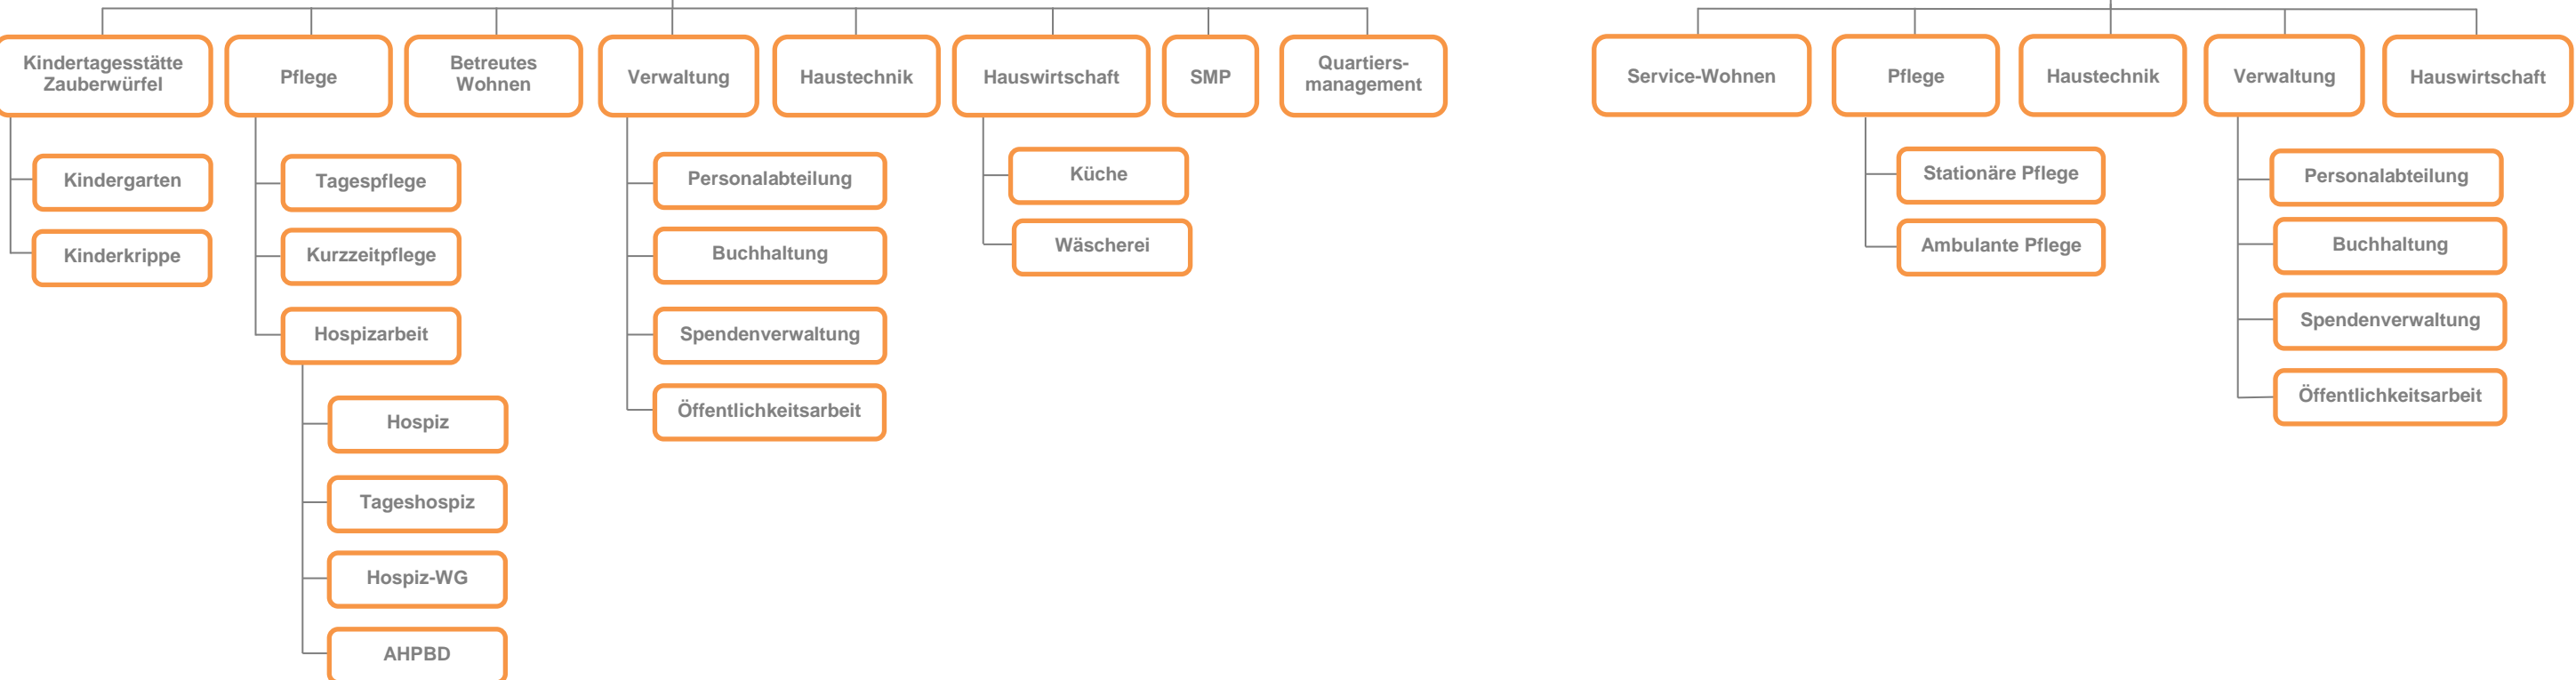 Kindertagesstätte
Zauberwürfel
Pflege
Betreutes
Wohnen
Verwaltung
Haustechnik
Hauswirtschaft
SMP
Quartiers-
management
Kindergarten
Kinderkrippe
Tagespflege
Kurzzeitpflege
Hospizarbeit
Hospiz
Tageshospiz
Hospiz-WG
AHPBD
Personalabteilung
Buchhaltung
Spendenverwaltung
Öffentlichkeitsarbeit
Küche
Wäscherei
Service-Wohnen
Pflege
Haustechnik
Verwaltung
Hauswirtschaft
Stationäre Pflege
Ambulante Pflege
Personalabteilung
Buchhaltung
Spendenverwaltung
Öffentlichkeitsarbeit